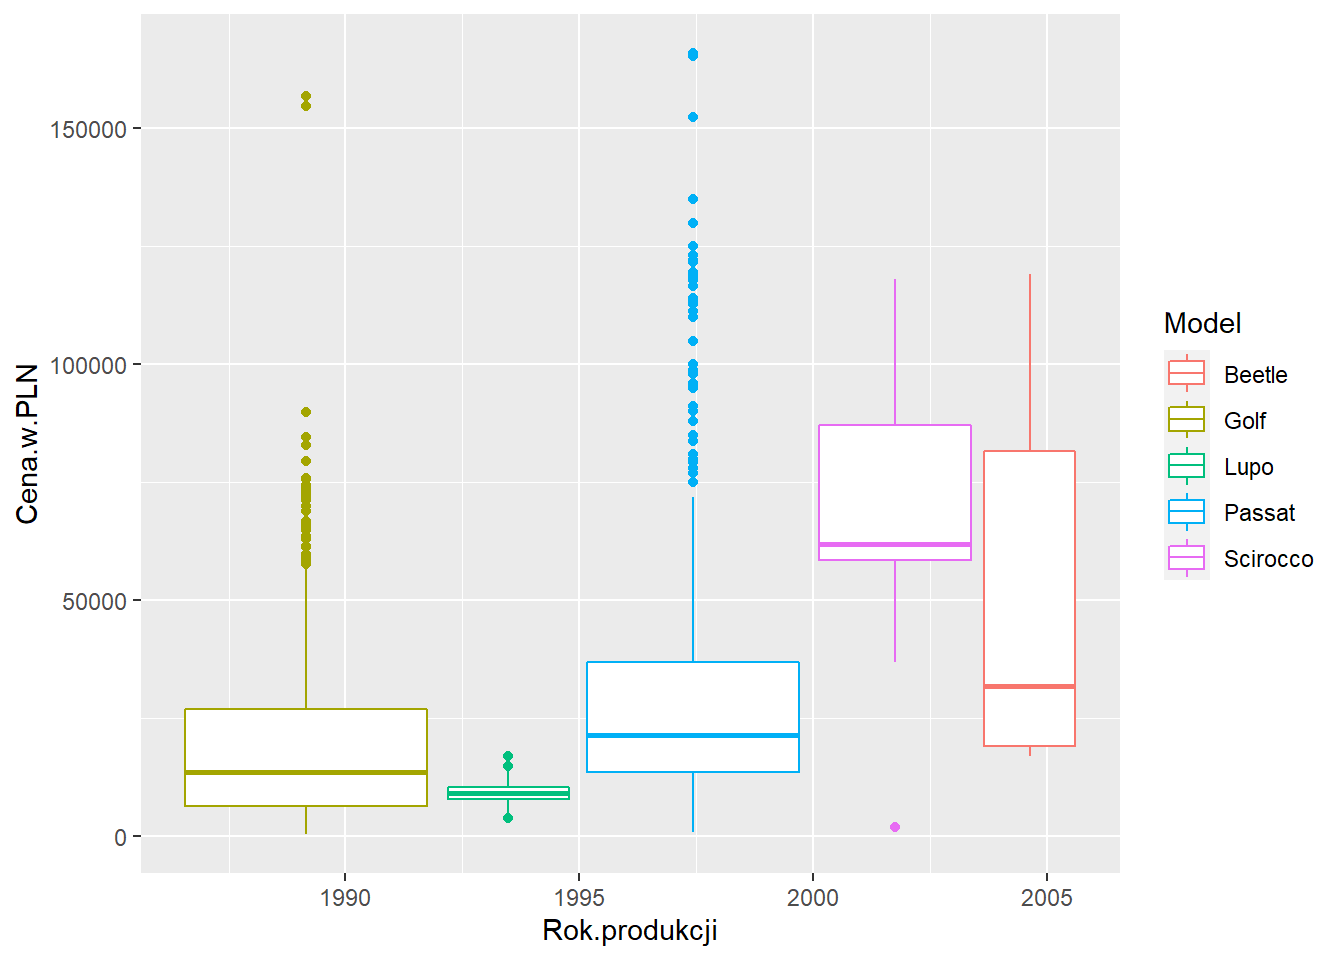 Cena.w.PLN
150000
100000
50000
0
1990 1995 2000 2005
Rok.produkcji
Model
Beetle
Golf
Lupo
Passat
Scirocco